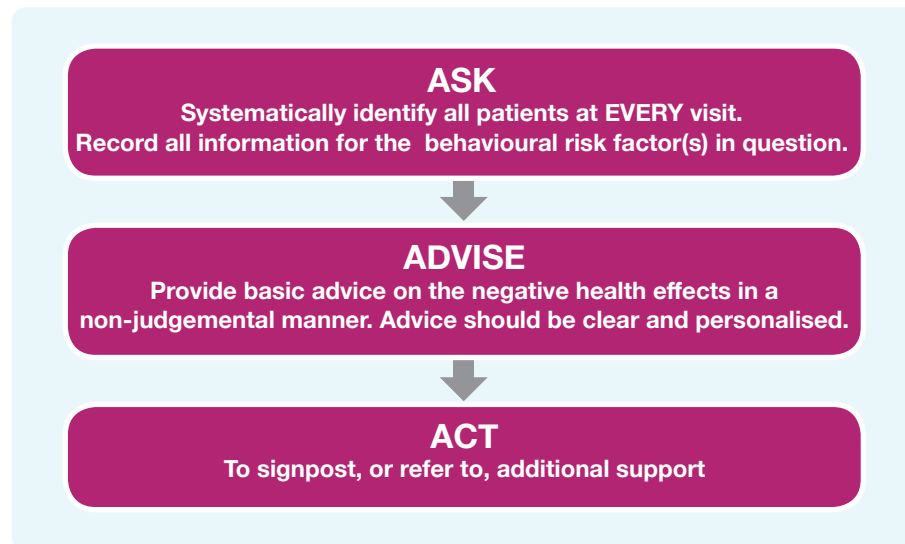 ASK
Systematically identify all patients at EVERY visit.
Record all information for the behavioural risk factor(s) in question.
ADVISE
Provide basic advice on the negative health effects in a
non-judgemental manner. Advice should be clear and personalised.
ACT
To signpost, or refer to, additional support